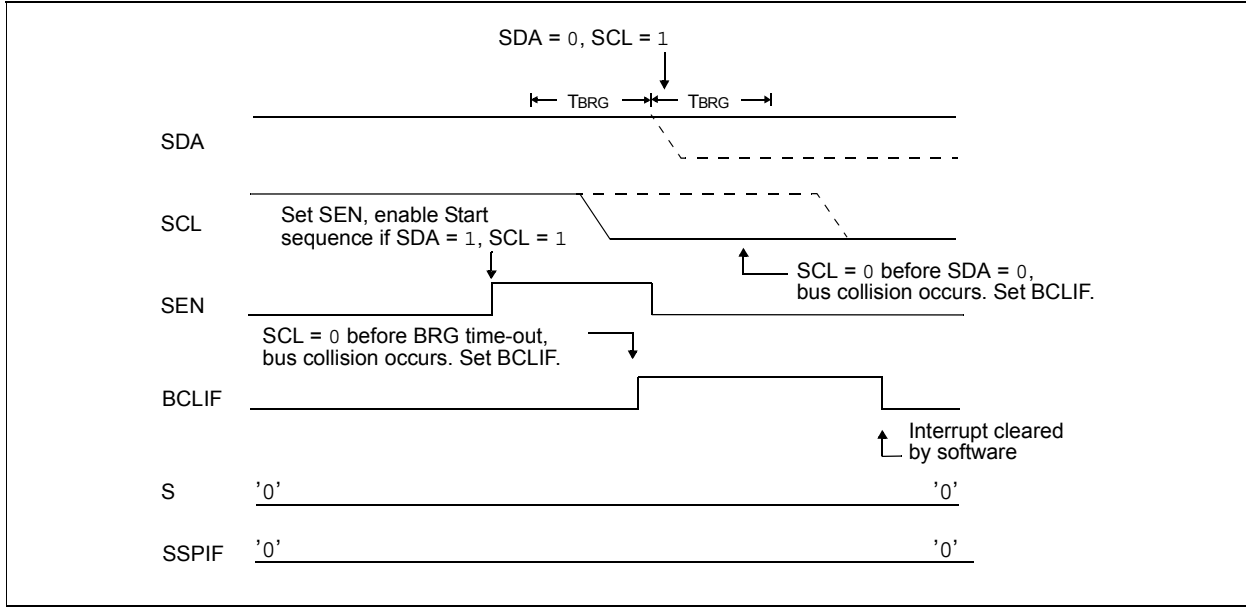 SDA = 0, SCL = 1
TBRG TBRG
SDA
SCL
Set SEN, enable Start
sequence if SDA = 1, SCL = 1
SCL = 0 before SDA = 0,
bus collision occurs. Set BCLIF.
SEN
SCL = 0 before BRG time-out,
bus collision occurs. Set BCLIF.
BCLIF
Interrupt cleared
by software
S '0' '0'
SSPIF '0' '0'